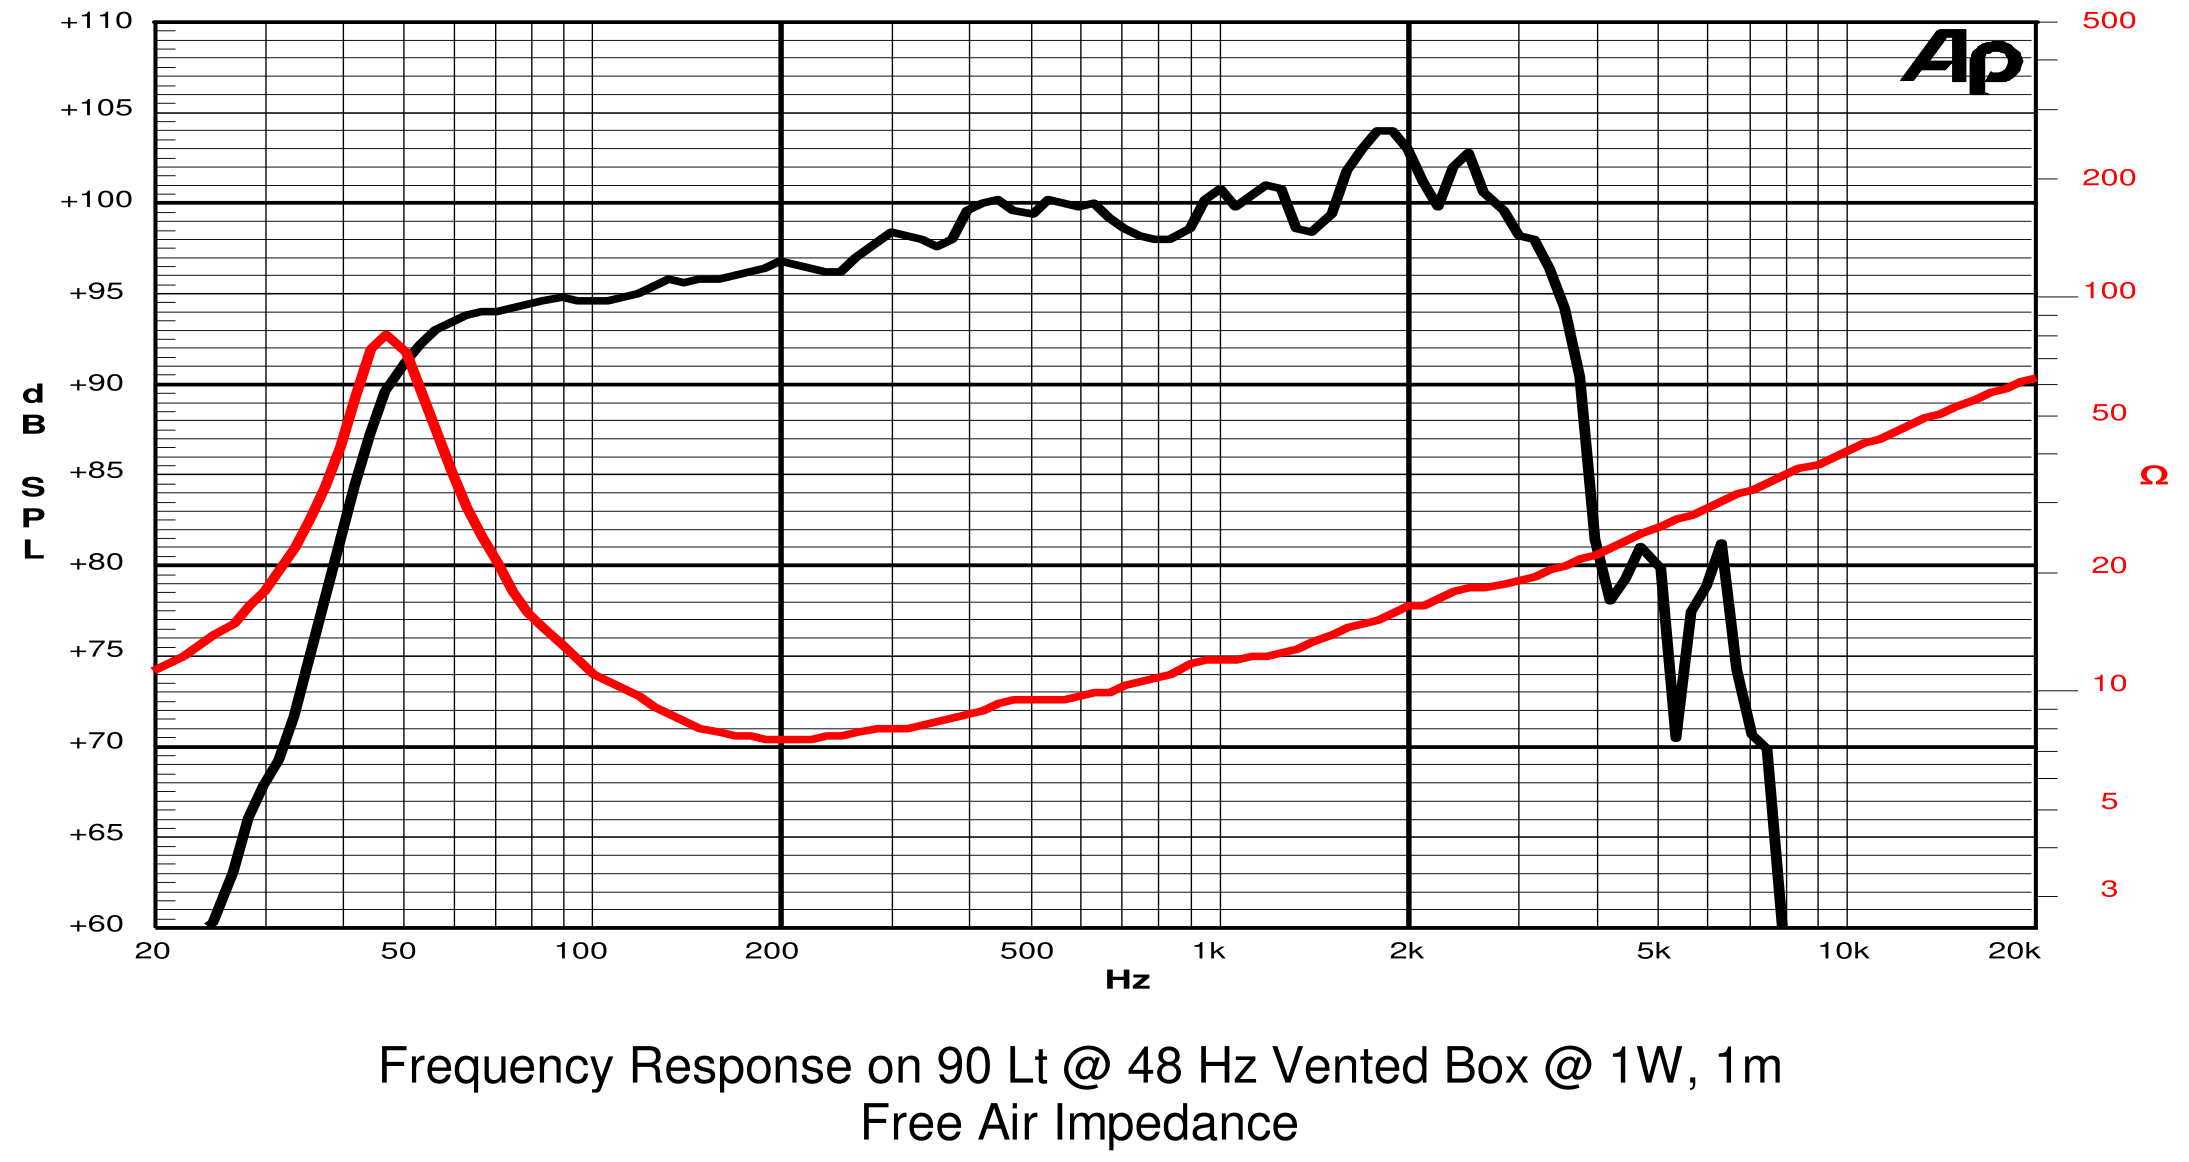 +110
+105
+100
+95
+90
+85
+80
+75
+70
+65
+60
d
B
S
P
L
Ap
500
200
100
50
20
10
5
3
Ω
20 50 100 200 500 1k 2k 5k 10k 20k
Hz
Frequency Response on 90 Lt @ 48 Hz Vented Box @ 1W, 1m
Free Air Impedance